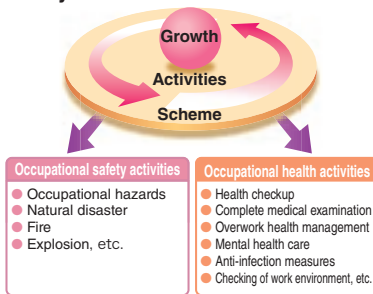 Growth
Activities
Scheme
Occupational safety activities
● Occupational hazards
● Natural disaster
● Fire
● Explosion, etc.
Occupational health activities
● Health checkup
● Complete medical examination
● Overwork health management
● Mental health care
● Anti-infection measures
● Checking of work environment, etc.